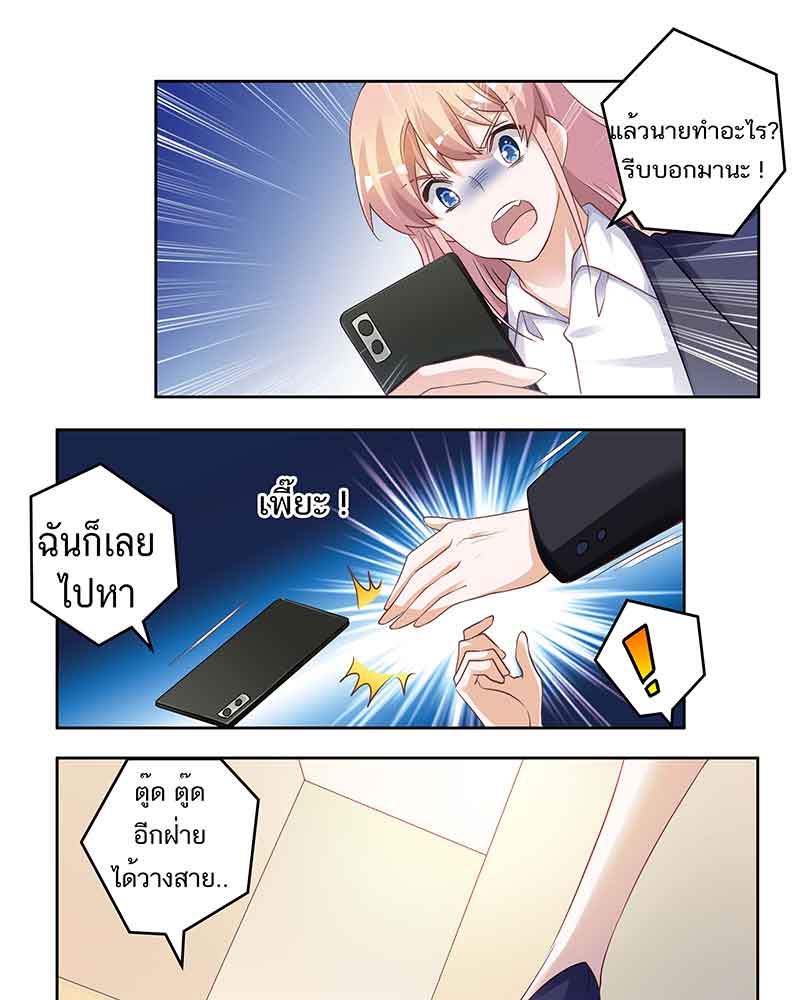 แล้วนายทำอะไร?
รีบบอกมานะ !
เพี๊ยะ !
ฉันก็เลย
ไปหา
!
ตู๊ด ตู๊ด
อีกฝ่าย
ได้วางสาย..